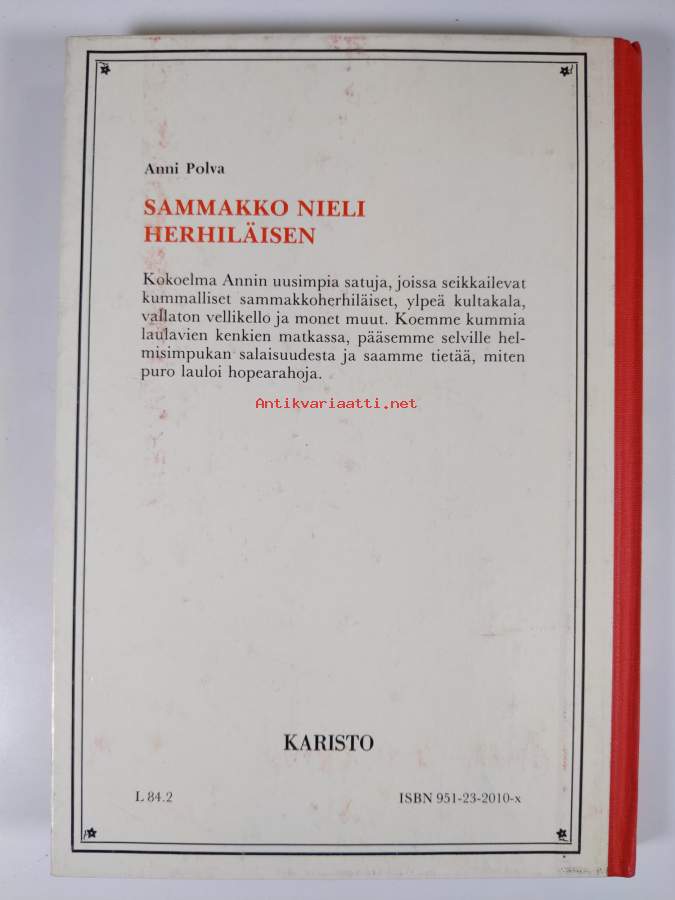 Anni Polva
SAMMAKKO NIELI
HERHILÄISEN
Kokoelma Annin uusimpia satuja, joissa seikkailevat
kummalliset sammakkoherhiläiset, ylpeä kultakala,
vallaton vellikello ja monet muut. Koemme kummia
laulavien kenkien matkassa, pääsemme selville hel-
misimpukan salaisuudesta ja saamme tietää, miten
puro lauloi hopearahoja.
Antikvariaatti.net
KARISTO
L 84.2
ISBN 951-23-2010-x